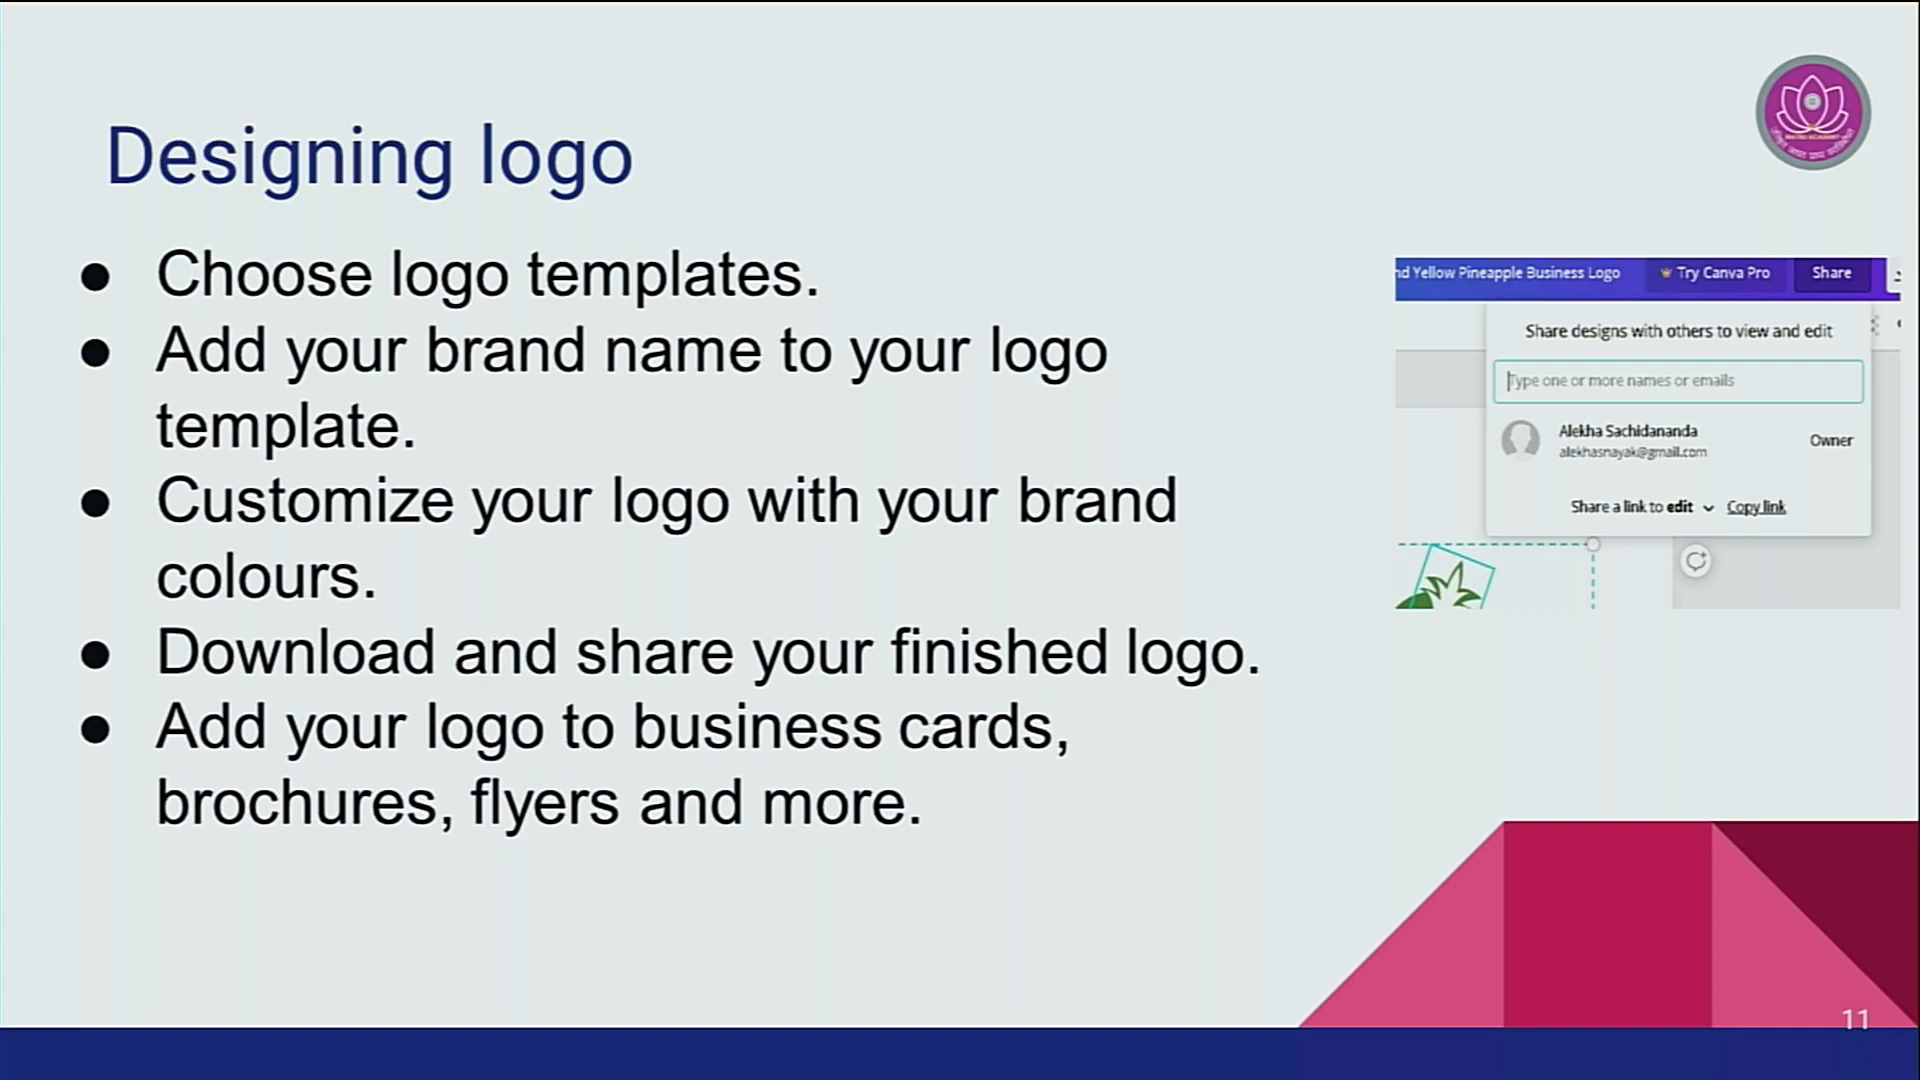 Designing logo
● Choose logo templates.
● Add your brand name to your logo
template.
● Customize your logo with your brand
colours.
● Download and share your finished logo.
● Add your logo to business cards,
brochures, flyers and more.
nd Yellow Pineapple Business Logo Try Canva Pro Share
Share designs with others to view and edit
Type one or more names or emails
Alekha Sachidananda
alekhasnayak@gmail.com
Owner
Share a link to edit Copy link
11